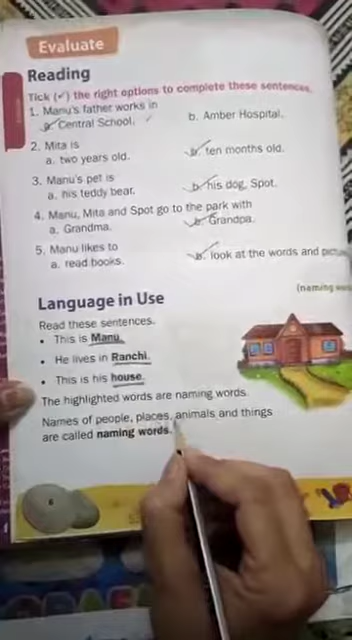 Evaluate
Reading
Tick (✓) the right options to complete these sentences.
1. Manu's father works in
a. Central School. ✓ b. Amber Hospital.
2. Mita is
a. two years old. b. ten months old.
3. Manu's pet is
a. his teddy bear. b. his dog, Spot.
4. Manu, Mita and Spot go to the park with
a. Grandma. b. Grandpa.
5. Manu likes to
a. read books. b. look at the words and
Language in Use
(naming
Read these sentences.
• This is Manu.
• He lives in Ranchi.
• This is his house.
The highlighted words are naming words.
Names of people, places, animals and things
are called naming words.
6